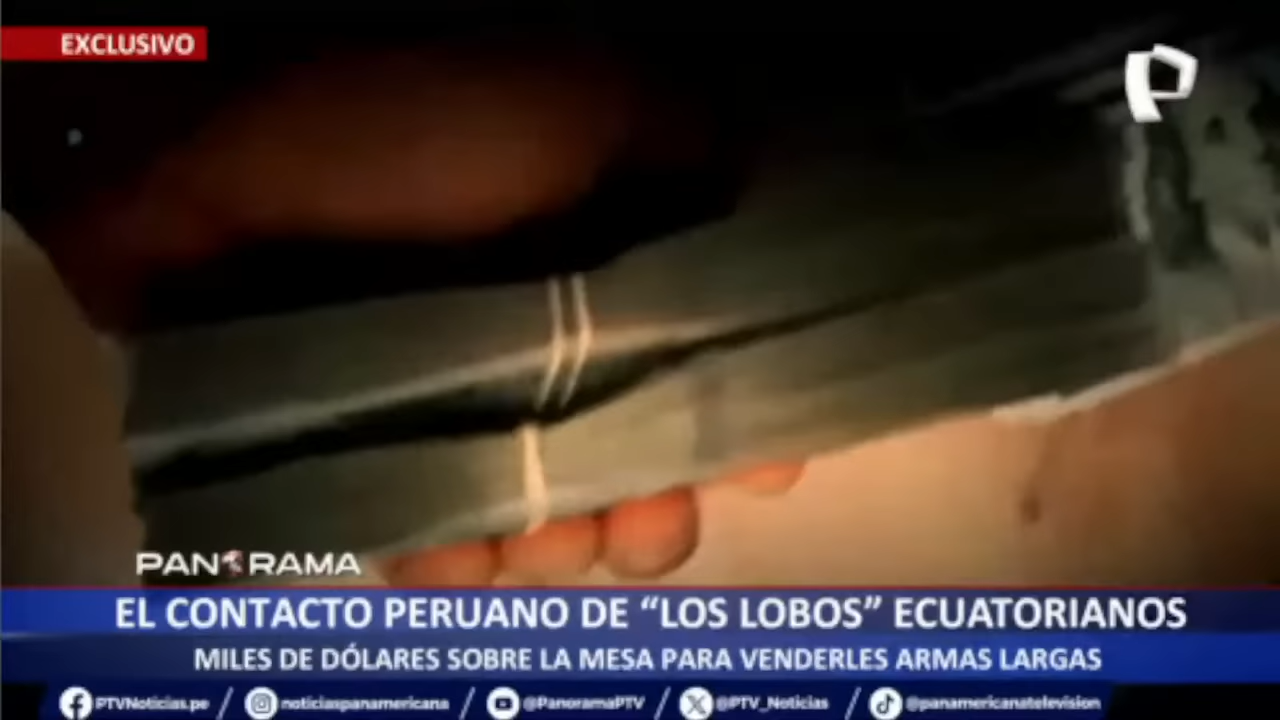 EXCLUSIVO
PANORAMA
EL CONTACTO PERUANO DE “LOS LOBOS” ECUATORIANOS
MILES DE DÓLARES SOBRE LA MESA PARA VENDERLES ARMAS LARGAS
PTVNoticias.pe / noticiaspanamericana / @PanoramaPTV / @PTV_Noticias / @panamericanatelevision